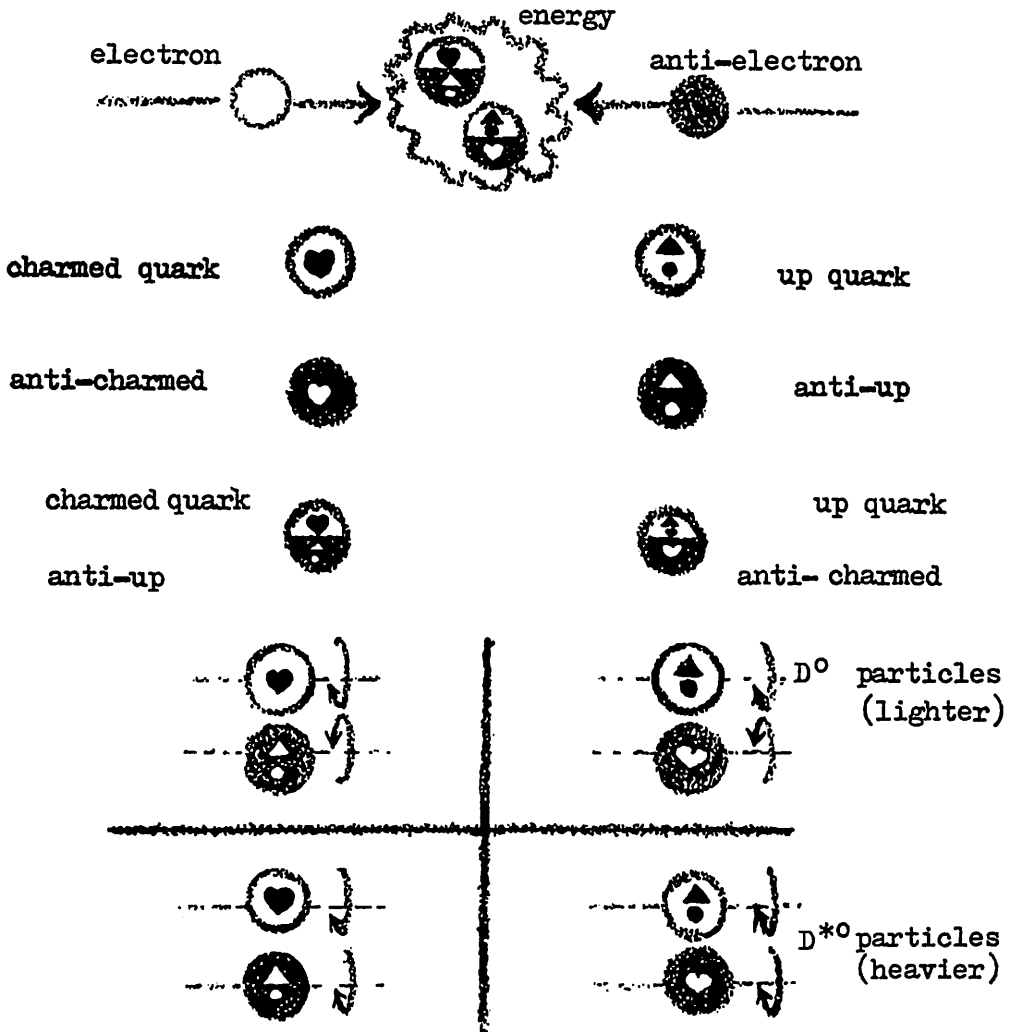 energy
electron
anti-electron
charmed quark
up quark
anti-charmed
anti-up
charmed quark
up quark
anti-up
anti- charmed
D° particles
(lighter)
D*° particles
(heavier)